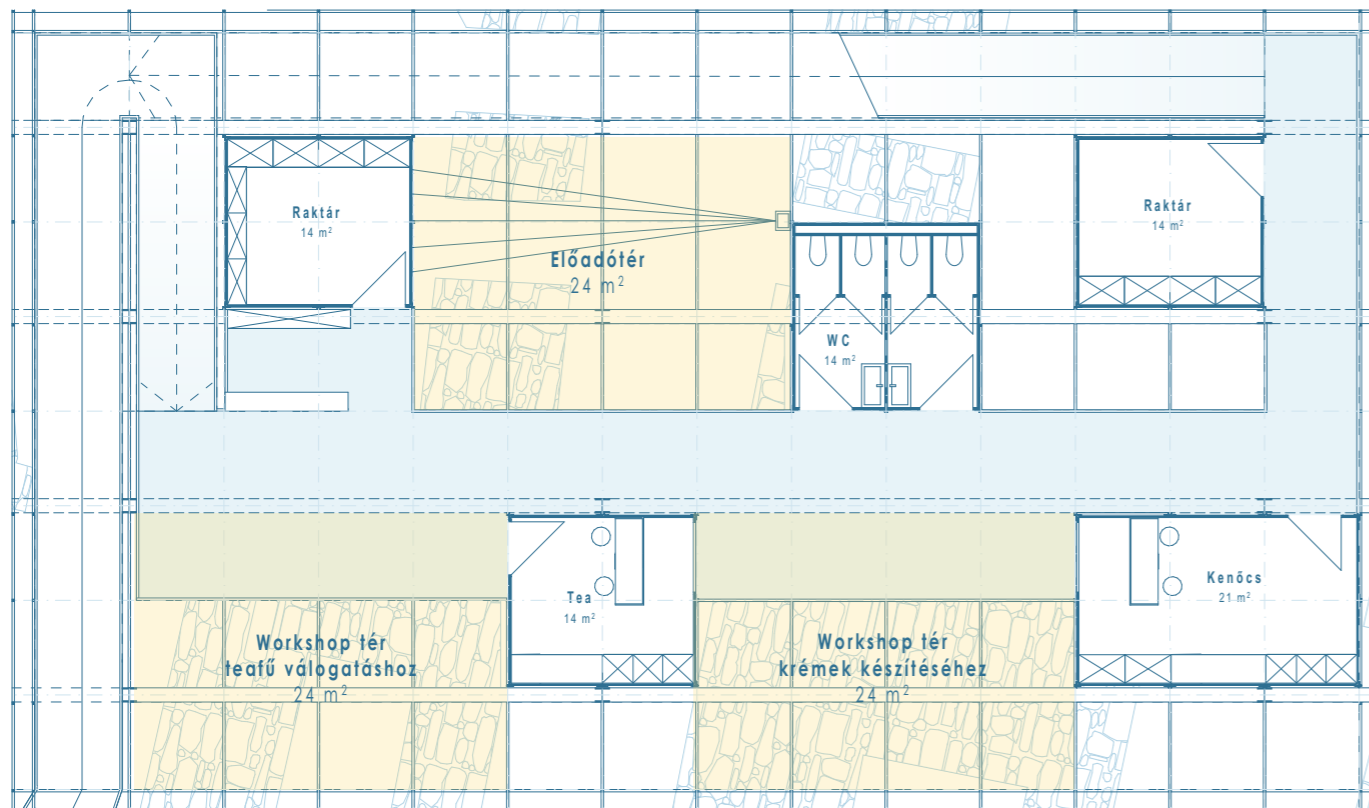 Raktár
14 m²
Előadótér
24 m²
Raktár
14 m²
WC
14 m²
Tea
14 m²
Kenőcs
21 m²
Workshop tér
teafű válogatáshoz
24 m²
Workshop tér
krémek készítéséhez
24 m²